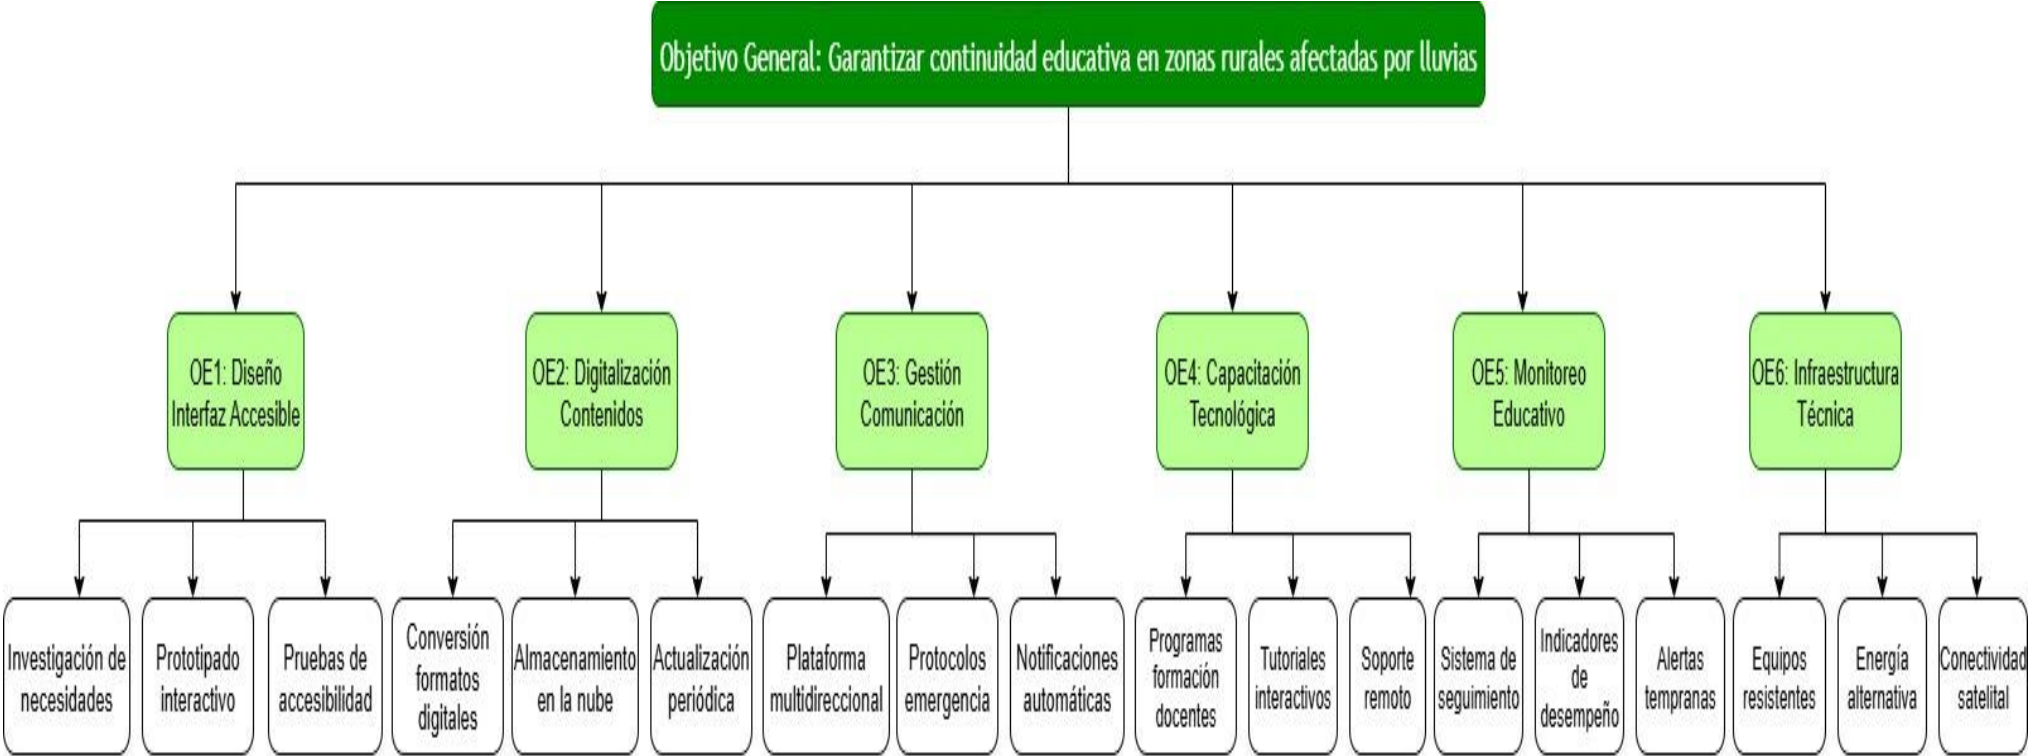 Objetivo General: Garantizar continuidad educativa en zonas rurales afectadas por lluvias
OE1: Diseño
Interfaz Accesible
OE2: Digitalización
Contenidos
OE3: Gestión
Comunicación
OE4: Capacitación
Tecnológica
OE5: Monitoreo
Educativo
OE6: Infraestructura
Técnica
Investigación de
necesidades
Prototipado
interactivo
Pruebas de
accesibilidad
Conversión
formatos
digitales
Almacenamiento
en la nube
Actualización
periódica
Plataforma
multidireccional
Protocolos
emergencia
Notificaciones
automáticas
Programas
formación
docentes
Tutoriales
interactivos
Soporte
remoto
Sistema de
seguimiento
Indicadores
de
desempeño
Alertas
tempranas
Equipos
resistentes
Energía
alternativa
Conectividad
satelital